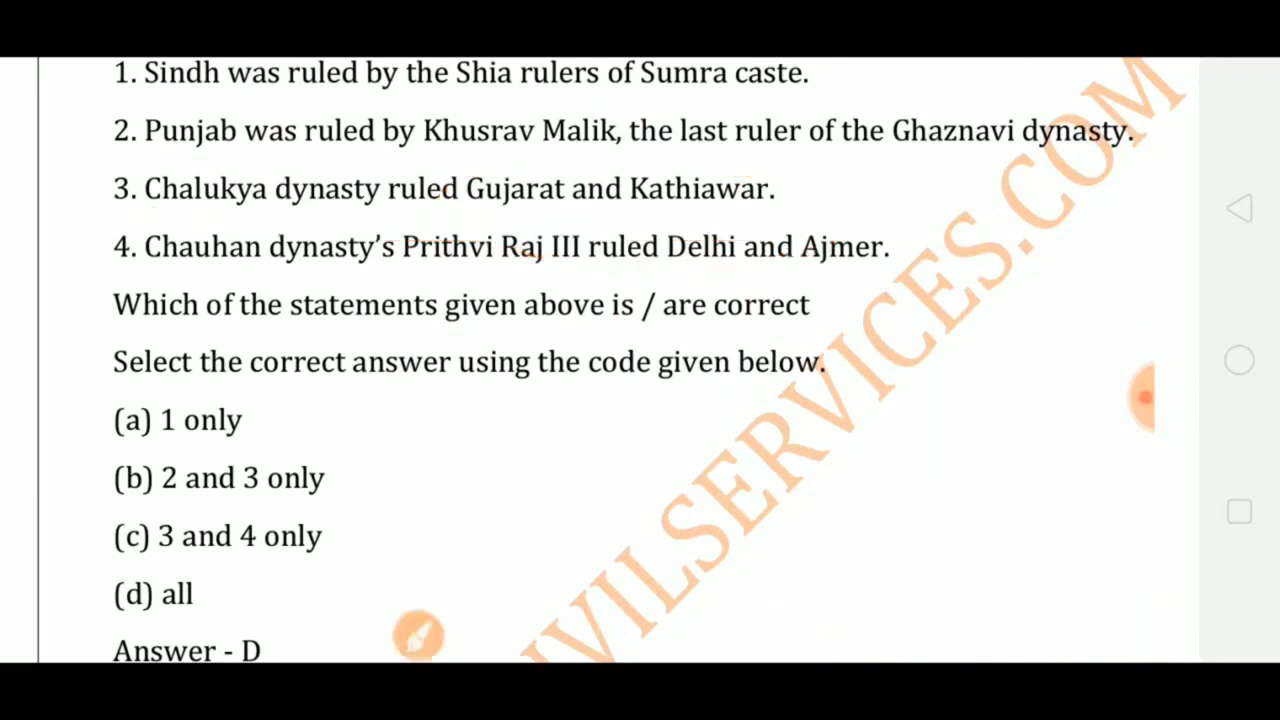 1. Sindh was ruled by the Shia rulers of Sumra caste.
2. Punjab was ruled by Khusrav Malik, the last ruler of the Ghaznavi dynasty.
3. Chalukya dynasty ruled Gujarat and Kathiawar.
4. Chauhan dynasty’s Prithvi Raj III ruled Delhi and Ajmer.
Which of the statements given above is / are correct
Select the correct answer using the code given below.
(a) 1 only
(b) 2 and 3 only
(c) 3 and 4 only
(d) all
Answer - D
IVILSERVICES.COM